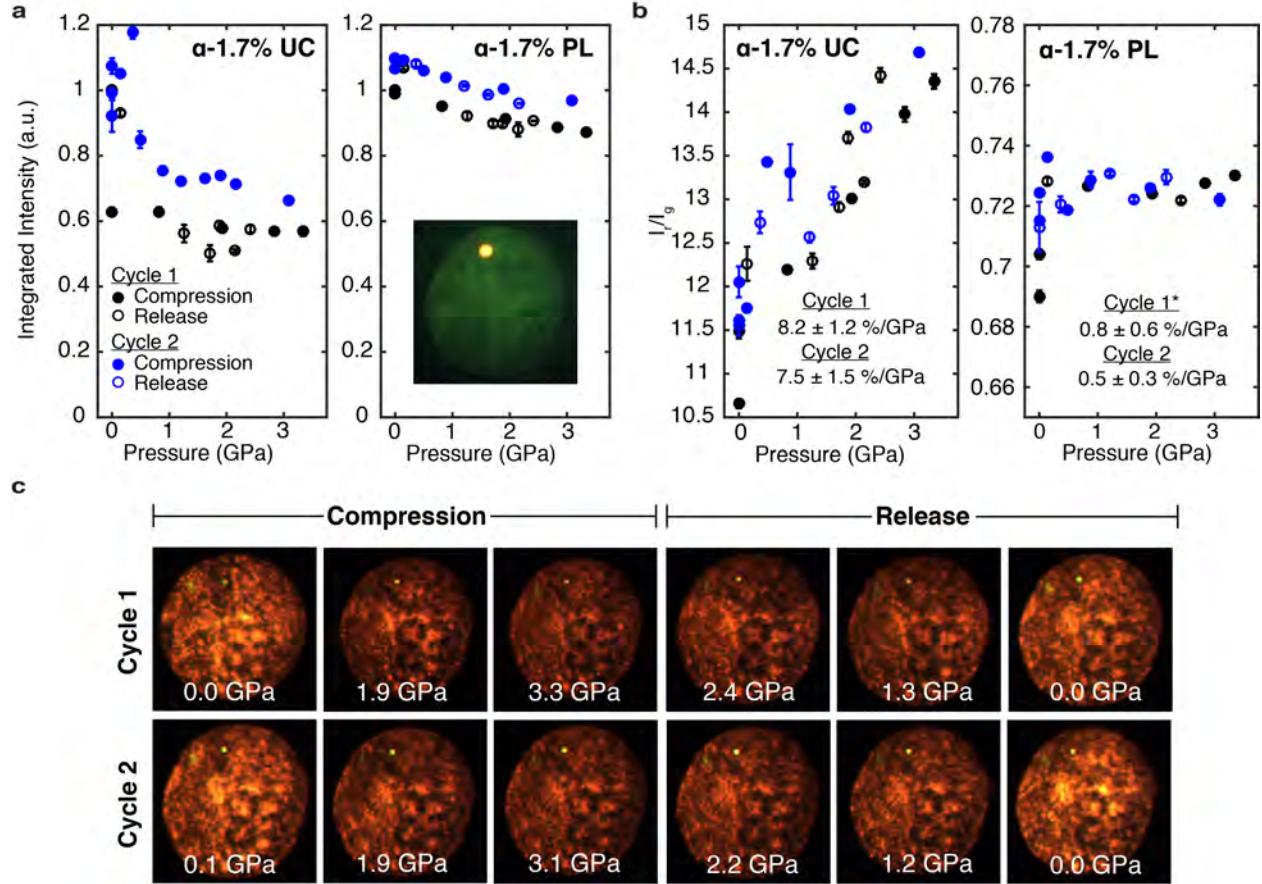 a
α-1.7% UC
α-1.7% PL
Integrated Intensity (a.u.)
1.2
1
0.8
0.6
0.4
0.2
0
1.2
1
0.8
0.6
0.4
0.2
0
Cycle 1
Compression
Release
Cycle 2
Compression
Release
0 1 2 3
Pressure (GPa)
0 1 2 3
Pressure (GPa)
b
α-1.7% UC
α-1.7% PL
Ir/Ig
15
14.5
14
13.5
13
12.5
12
11.5
11
10.5
Cycle 1
8.2 ± 1.2 %/GPa
Cycle 2
7.5 ± 1.5 %/GPa
0 1 2 3
Pressure (GPa)
0.78
0.76
0.74
0.72
0.7
0.68
0.66
Cycle 1*
0.8 ± 0.6 %/GPa
Cycle 2
0.5 ± 0.3 %/GPa
0 1 2 3
Pressure (GPa)
c
Compression
Release
Cycle 1
0.0 GPa 1.9 GPa 3.3 GPa 2.4 GPa 1.3 GPa 0.0 GPa
Cycle 2
0.1 GPa 1.9 GPa 3.1 GPa 2.2 GPa 1.2 GPa 0.0 GPa